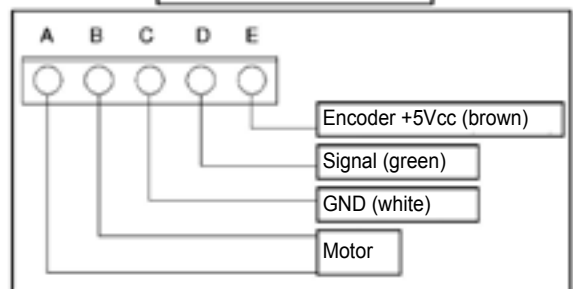 A B C D E
Encoder +5Vcc (brown)
Signal (green)
GND (white)
Motor